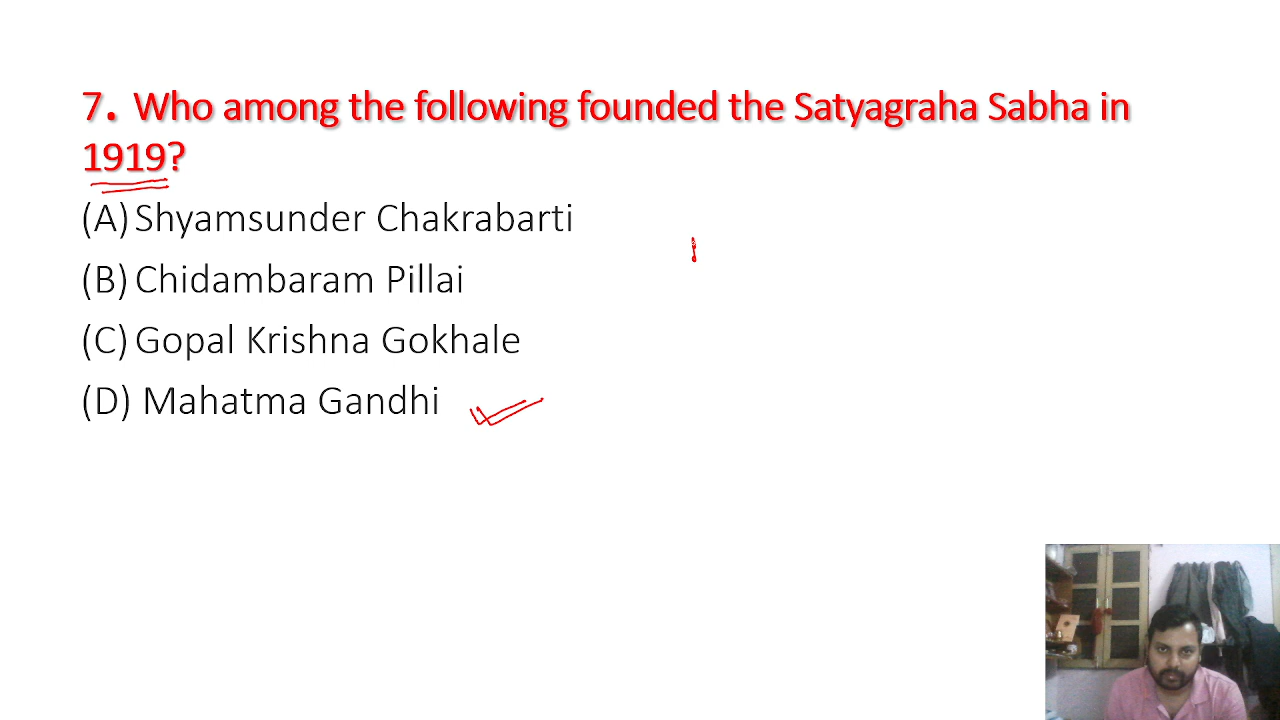 7. Who among the following founded the Satyagraha Sabha in
1919?
(A) Shyamsunder Chakrabarti
(B) Chidambaram Pillai
(C) Gopal Krishna Gokhale
(D) Mahatma Gandhi